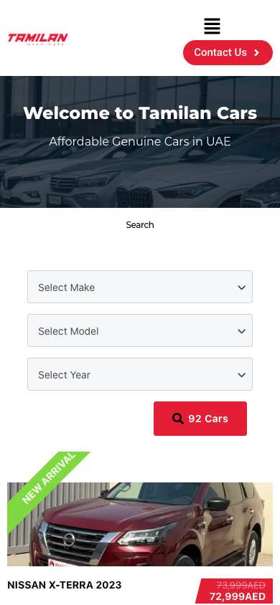 TAMILAN
Contact Us
Welcome to Tamilan Cars
Affordable Genuine Cars in UAE
Search
Select Make
Select Model
Select Year
92 Cars
NEW ARRIVAL
NISSAN X-TERRA 2023
73,999AED
72,999AED